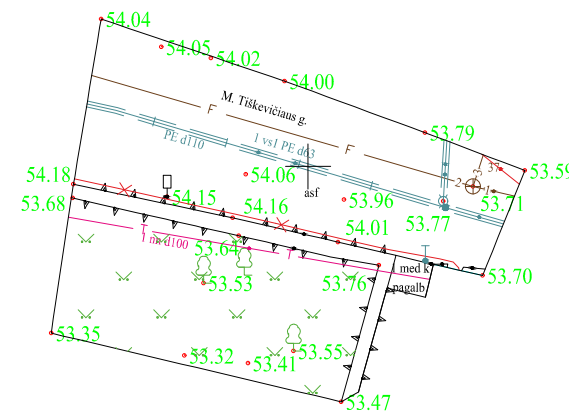 54.04
54.05
54.02
54.00
M. Tiškevičiaus g.
F
F
PE d110
1 vs1 PE d63
53.79
37
53.59
3
2
1
54.18
54.06
asf
53.96
53.71
53.68
54.15
54.16
53.77
54.01
T
1 nn d100
53.64
T
1 med k
53.70
53.53
53.76
pagalb.
53.35
53.32
53.41
53.55
53.47